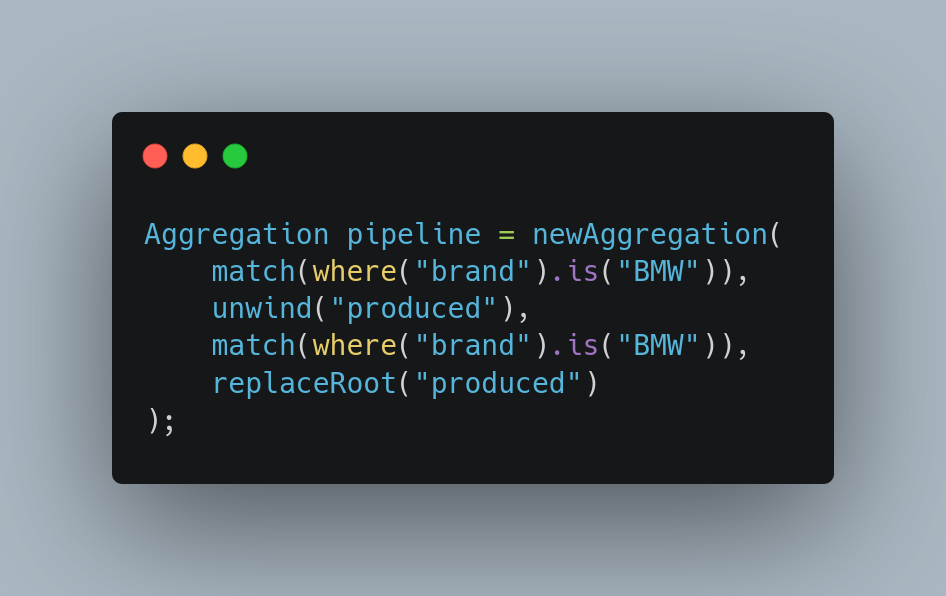 Aggregation pipeline = newAggregation(
    match(where("brand").is("BMW")),
    unwind("produced"),
    match(where("brand").is("BMW")),
    replaceRoot("produced")
);